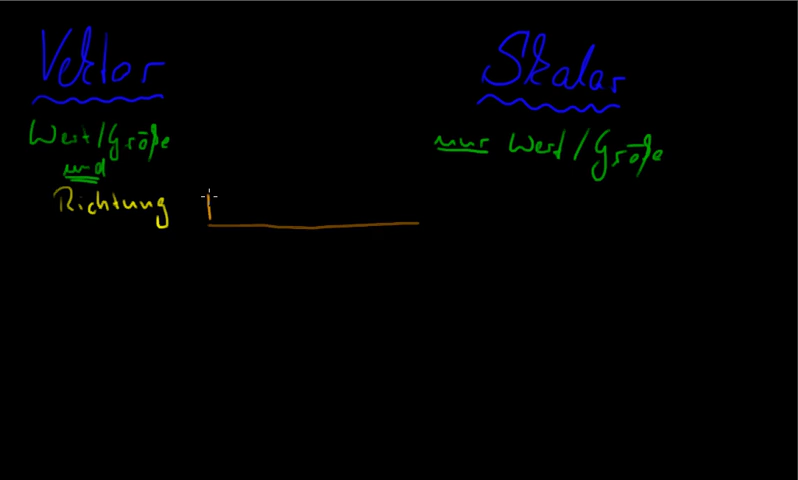 Vektor
Skalar
Wert/Größe
und
Richtung
nur Wert/Größe